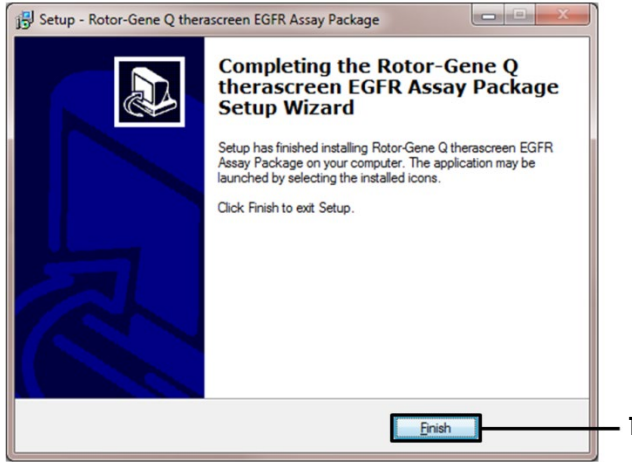 Setup - Rotor-Gene Q therascreen EGFR Assay Package
Completing the Rotor-Gene Q
therascreen EGFR Assay Package
Setup Wizard
Setup has finished installing Rotor-Gene Q therascreen EGFR
Assay Package on your computer. The application may be
launched by selecting the installed icons.
Click Finish to exit Setup.
Finish